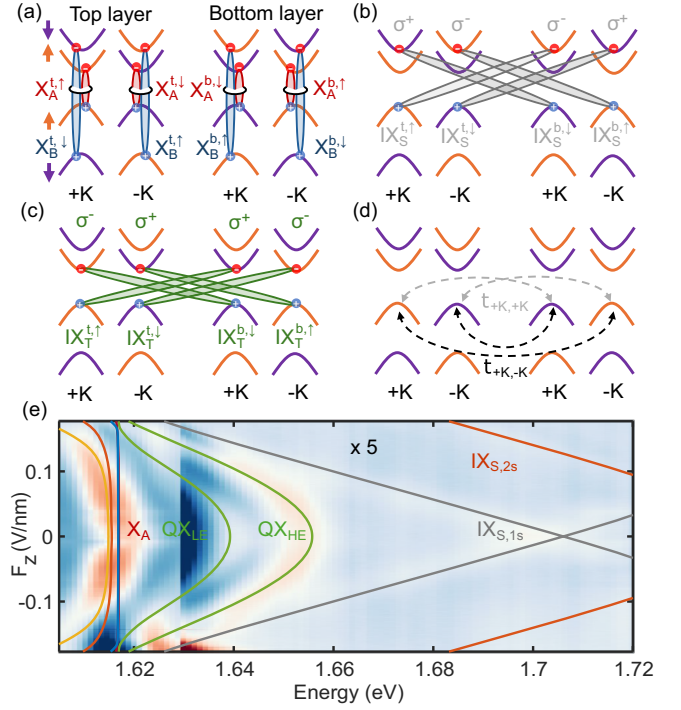 (a) Top layer Bottom layer
X_A^{t,↑} X_A^{t,↓} X_A^{b,↓} X_A^{b,↑}
X_B^{t,↓} X_B^{t,↑} X_B^{b,↑} X_B^{b,↓}
+K -K +K -K
(b) σ⁺ σ⁻ σ⁻ σ⁺
IX_S^{t,↑} IX_S^{t,↓} IX_S^{b,↓} IX_S^{b,↑}
+K -K +K -K
(c) σ⁻ σ⁺ σ⁺ σ⁻
IX_T^{t,↑} IX_T^{t,↓} IX_T^{b,↓} IX_T^{b,↑}
+K -K +K -K
(d)
t_{+K,+K}
t_{+K,-K}
+K -K +K -K
(e)
x 5
IX_{S,2s}
X_A QX_{LE} QX_{HE} IX_{S,1s}
F_z (V/nm)
0.1
0
-0.1
1.62 1.64 1.66 1.68 1.7 1.72
Energy (eV)